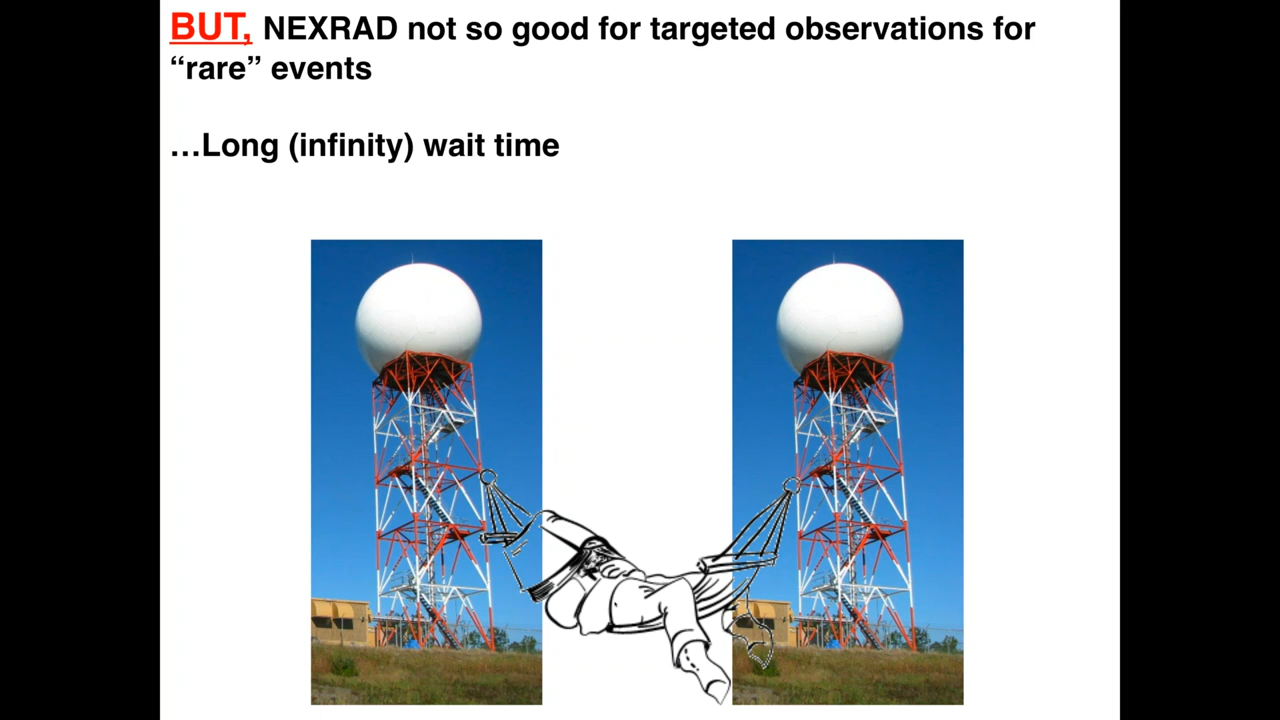 BUT, NEXRAD not so good for targeted observations for
“rare” events
…Long (infinity) wait time